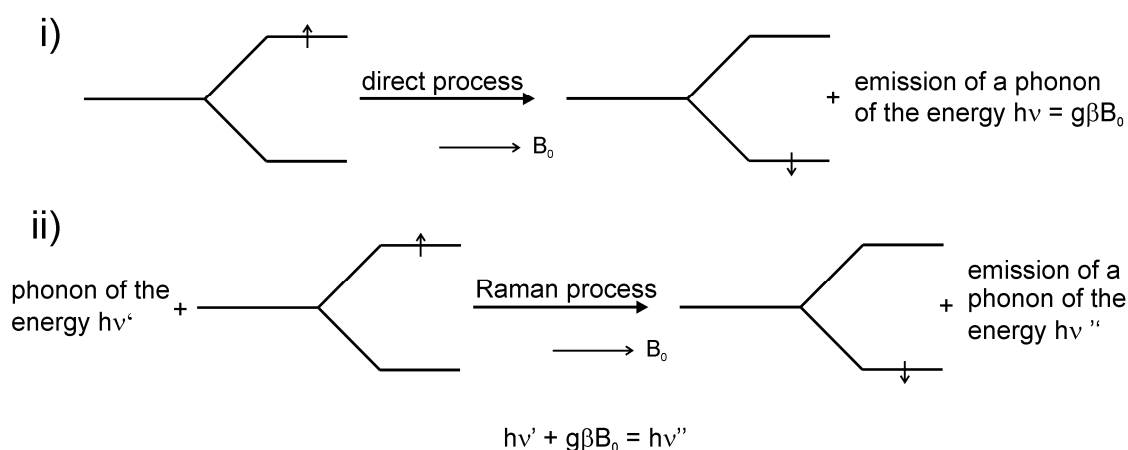 i)
direct process
B₀
+
emission of a phonon
of the energy hν = gβB₀
ii)
phonon of the
energy hν‘
+
Raman process
B₀
+
emission of a
phonon of the
energy hν ”
hν’ + gβB₀ = hν”